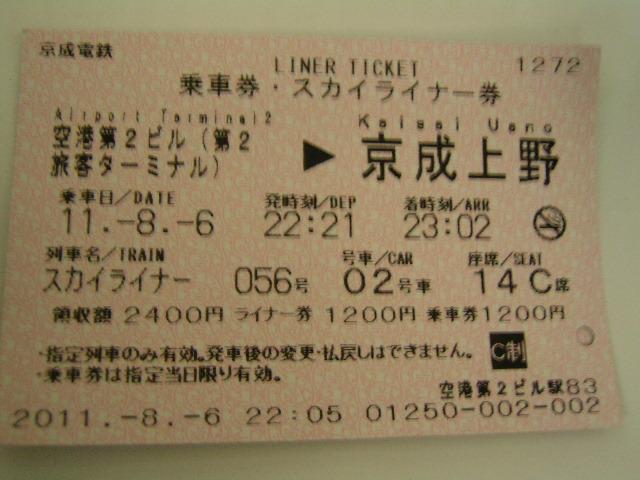 京成電鉄
LINER TICKET
1272
乗車券・スカイライナー券
Airport Terminal2
空港第2ビル(第2
旅客ターミナル)
▶
Keisei Ueno
京成上野
乗車日/DATE 発時刻/DEP 着時刻/ARR
11.-8.-6 22:21 23:02
列車名/TRAIN 号車/CAR 座席/SEAT
スカイライナー 056号 02号車 14C席
領収額 2400円 ライナー券 1200円 乗車券1200円
・指定列車のみ有効。発車後の変更・払戻しはできません。
C制
・乗車券は指定当日限り有効。
空港第2ビル駅83
2011.-8.-6 22:05 01250-002-002